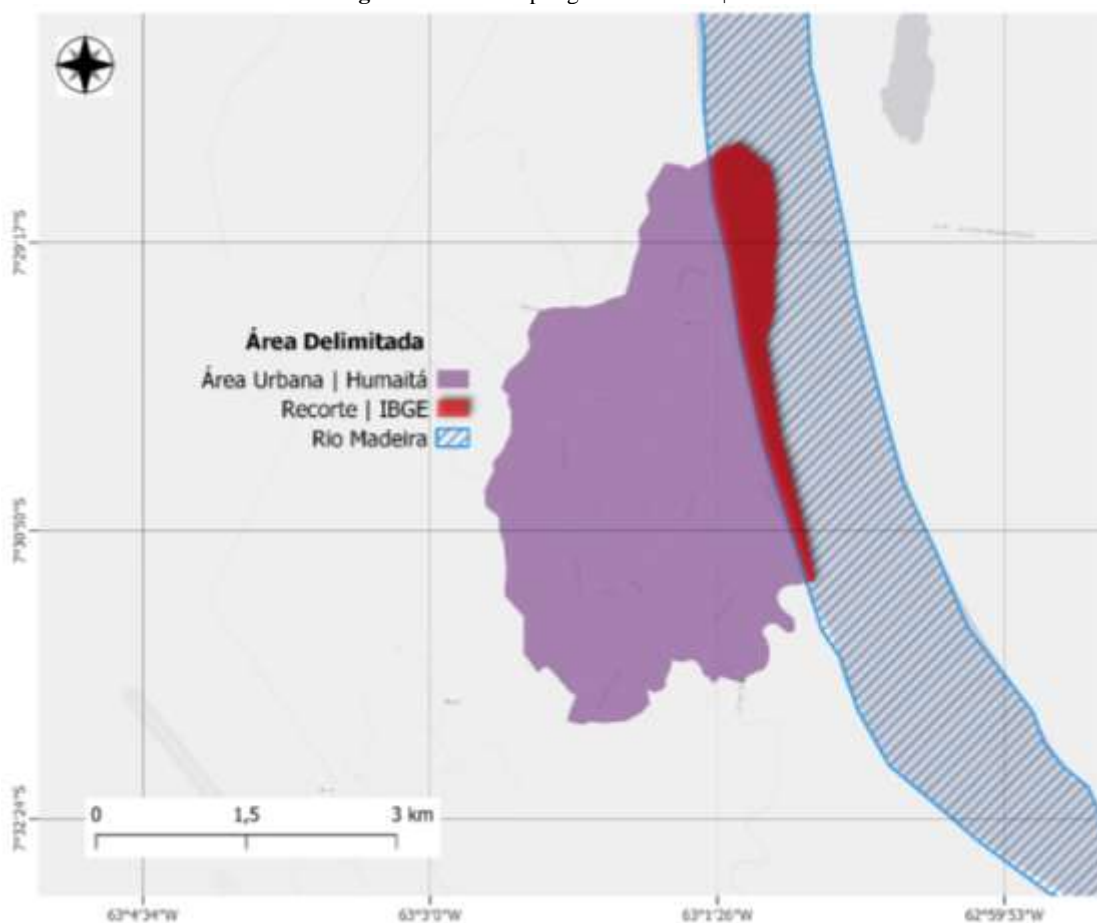 7°29'17"S
Área Delimitada
Área Urbana | Humaitá
Recorte | IBGE
Rio Madeira
7°30'50"S
0 1,5 3 km
7°32'24"S
63°4'34"W 63°3'0"W 63°1'26"W 62°59'53"W